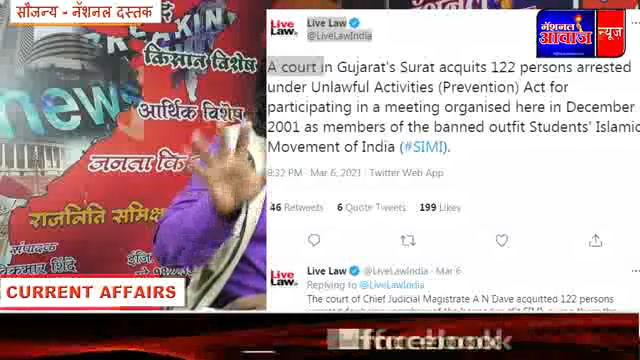 सौजन्य - नॅशनल दस्तक
किसान विशेष
आर्थिक विशेष
जनता
राजनिति समिक्षा
संपादक
news
CURRENT AFFAIRS
नॅशनल
आवाज
न्यूज
Live Law
@LiveLawIndia
A court in Gujarat's Surat acquits 122 persons arrested
under Unlawful Activities (Prevention) Act for
participating in a meeting organised here in December
2001 as members of the banned outfit Students' Islamic
Movement of India (#SIMI).
9:32 PM · Mar 6, 2021 | Twitter Web App
46 Retweets 6 Quote Tweets 199 Likes
Live Law @LiveLawIndia · Mar 6
Replying to @LiveLawIndia
The court of Chief Judicial Magistrate A N Dave acquitted 122 persons